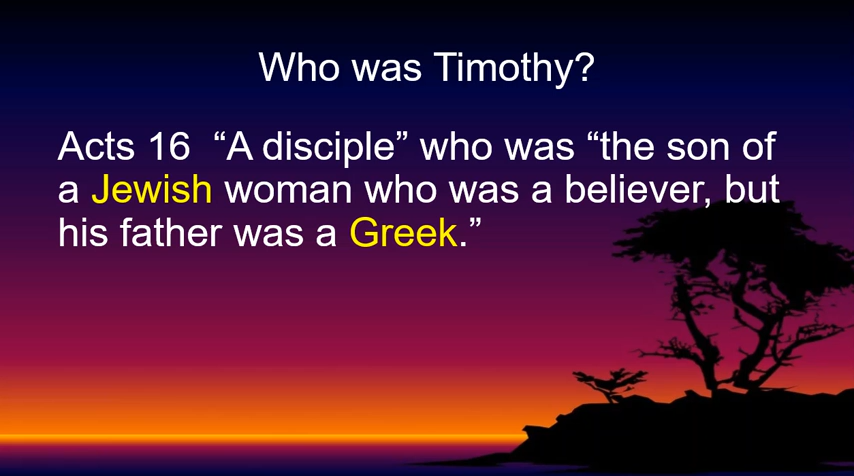 Who was Timothy?
Acts 16  “A disciple” who was “the son of
a Jewish woman who was a believer, but
his father was a Greek.”